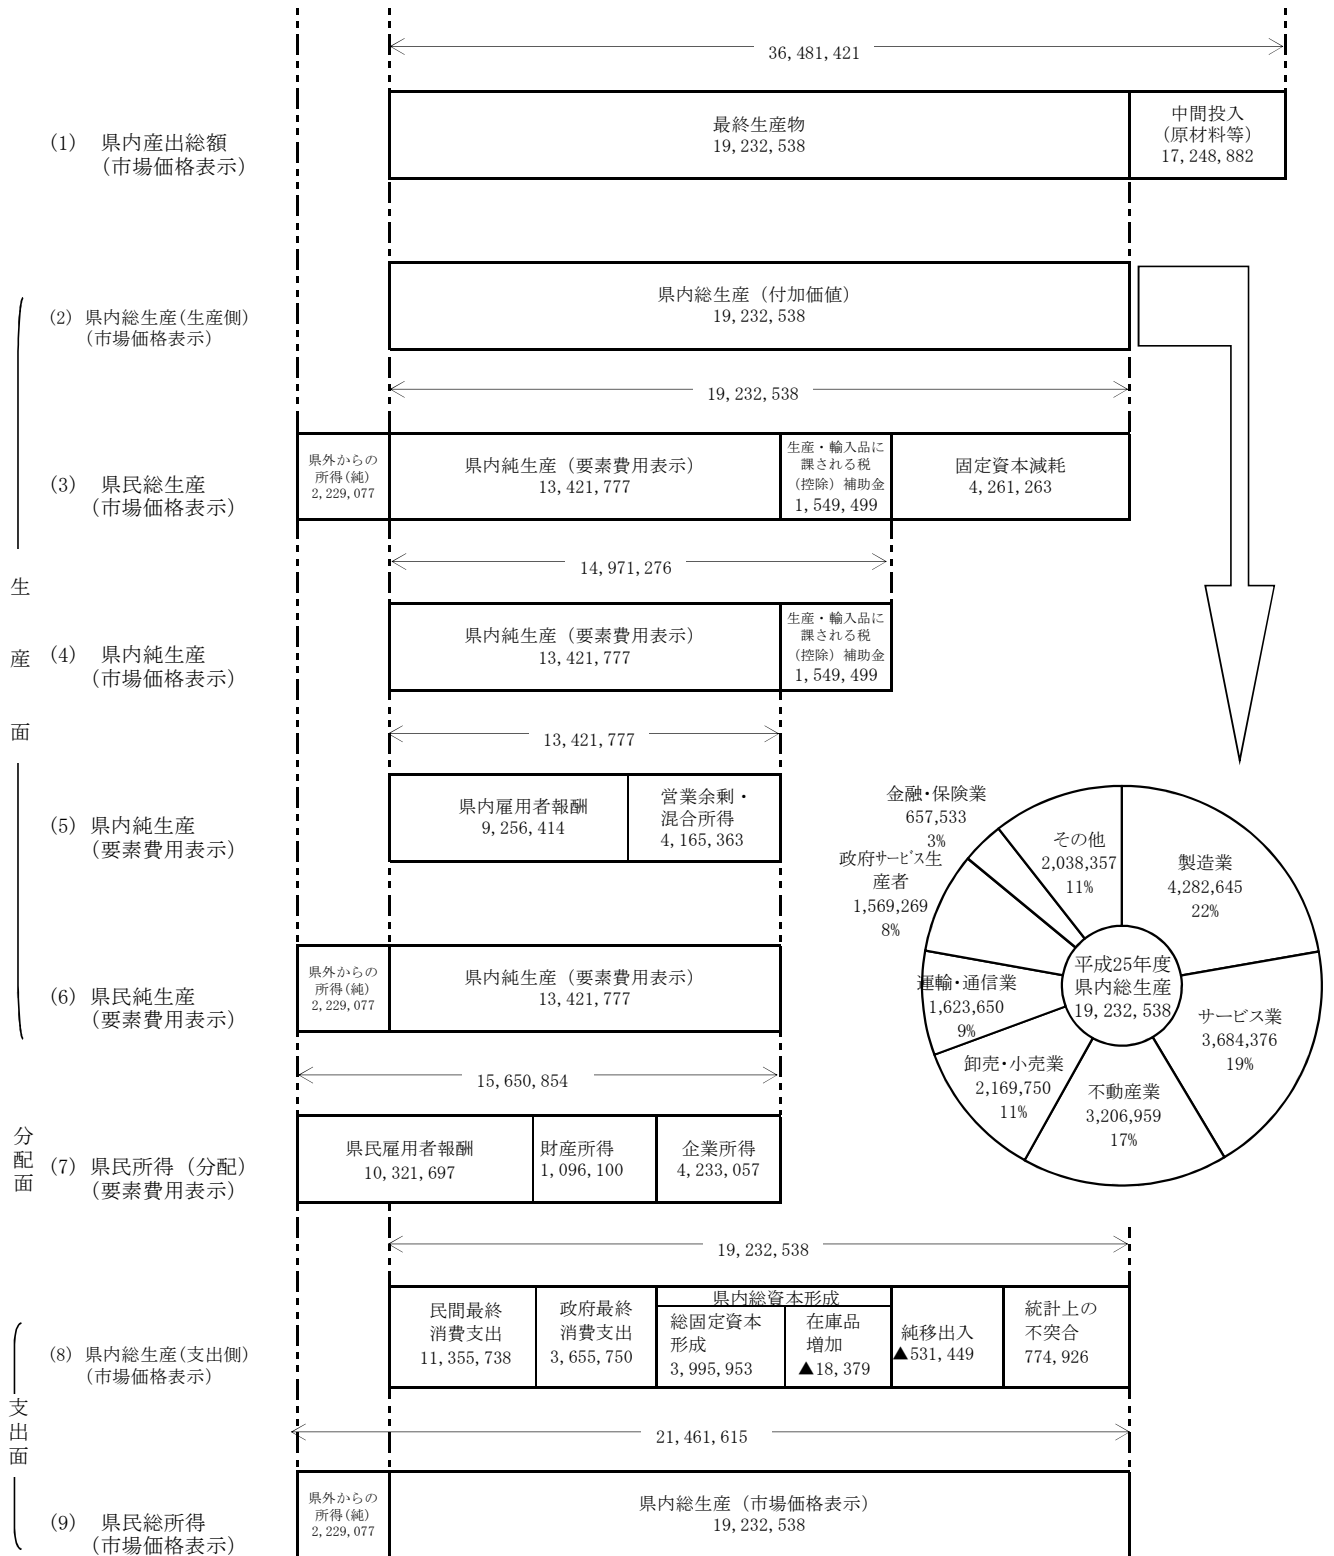 36,481,421
(1) 県内産出総額
(市場価格表示)
最終生産物
19,232,538
中間投入
(原材料等)
17,248,882
(2) 県内総生産(生産側)
(市場価格表示)
県内総生産（付加価値）
19,232,538
19,232,538
(3) 県民総生産
(市場価格表示)
県外からの
所得(純)
2,229,077
県内純生産（要素費用表示）
13,421,777
生産・輸入品に
課される税
（控除）補助金
1,549,499
固定資本減耗
4,261,263
14,971,276
(4) 県内純生産
(市場価格表示)
県内純生産（要素費用表示）
13,421,777
生産・輸入品に
課される税
（控除）補助金
1,549,499
13,421,777
(5) 県内純生産
(要素費用表示)
県内雇用者報酬
9,256,414
営業余剰・
混合所得
4,165,363
(6) 県民純生産
(要素費用表示)
県外からの
所得(純)
2,229,077
県内純生産（要素費用表示）
13,421,777
15,650,854
(7) 県民所得（分配）
(要素費用表示)
県民雇用者報酬
10,321,697
財産所得
1,096,100
企業所得
4,233,057
19,232,538
(8) 県内総生産(支出側)
(市場価格表示)
民間最終
消費支出
11,355,738
政府最終
消費支出
3,655,750
県内総資本形成
総固定資本
形成
3,995,953
在庫品
増加
▲18,379
純移出入
▲531,449
統計上の
不突合
774,926
21,461,615
(9) 県民総所得
(市場価格表示)
県外からの
所得(純)
2,229,077
県内総生産（市場価格表示）
19,232,538
生
産
面
分
配
面
支
出
面
平成25年度
県内総生産
19,232,538
製造業
4,282,645
22%
サービス業
3,684,376
19%
不動産業
3,206,959
17%
卸売・小売業
2,169,750
11%
運輸・通信業
1,623,650
9%
政府ｻｰﾋﾞｽ生
産者
1,569,269
8%
金融・保険業
657,533
3%
その他
2,038,357
11%